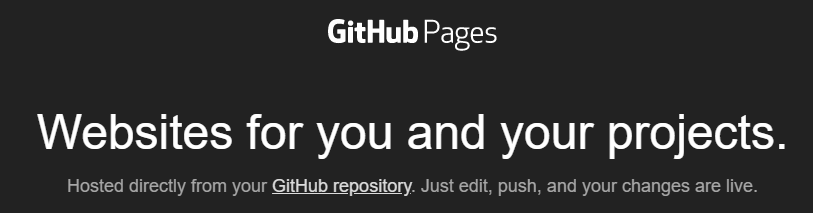 GitHub Pages
Websites for you and your projects.
Hosted directly from your GitHub repository. Just edit, push, and your changes are live.